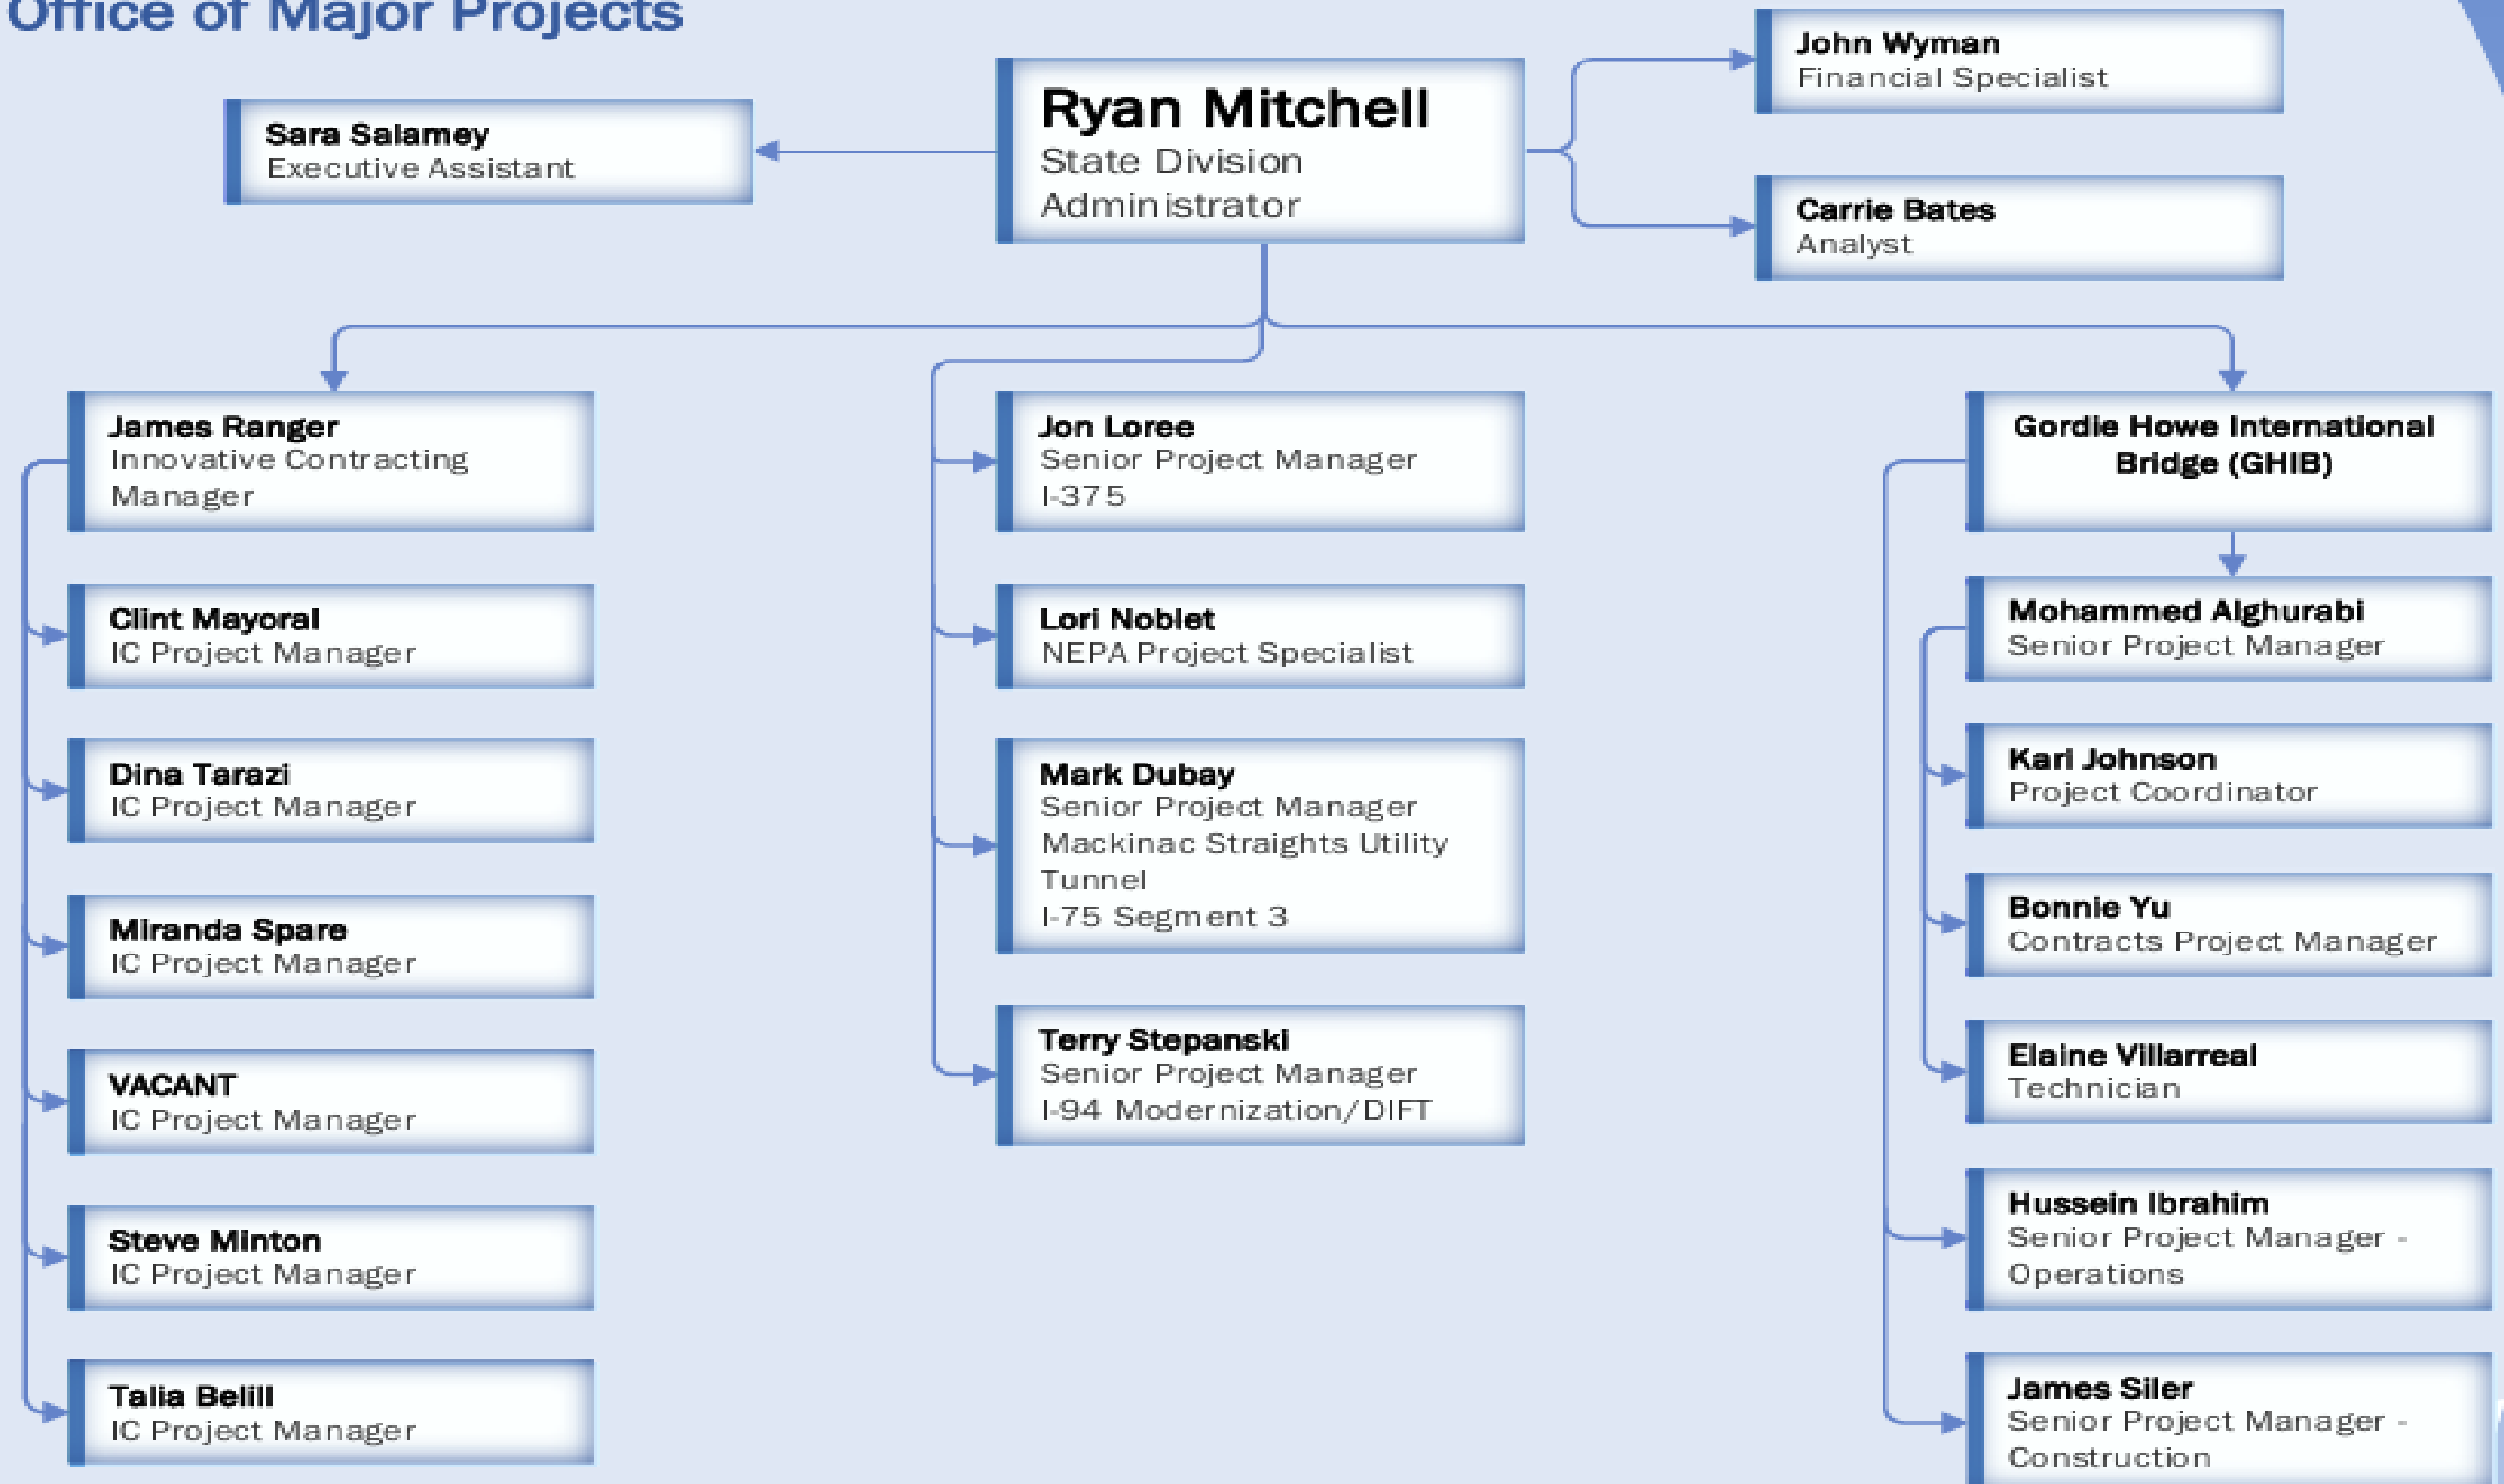 Office of Major Projects
John Wyman
Financial Specialist
Ryan Mitchell
State Division
Administrator
Sara Salamey
Executive Assistant
Carrie Bates
Analyst
James Ranger
Innovative Contracting
Manager
Clint Mayoral
IC Project Manager
Dina Tarazi
IC Project Manager
Miranda Spare
IC Project Manager
VACANT
IC Project Manager
Steve Minton
IC Project Manager
Talia Belill
IC Project Manager
Jon Loree
Senior Project Manager
I-375
Lori Noblet
NEPA Project Specialist
Mark Dubay
Senior Project Manager
Mackinac Straights Utility
Tunnel
I-75 Segment 3
Terry Stepanski
Senior Project Manager
I-94 Modernization/DIFT
Gordie Howe International
Bridge (GHIB)
Mohammed Alghurabi
Senior Project Manager
Karl Johnson
Project Coordinator
Bonnie Yu
Contracts Project Manager
Elaine Villarreal
Technician
Hussein Ibrahim
Senior Project Manager -
Operations
James Siler
Senior Project Manager -
Construction